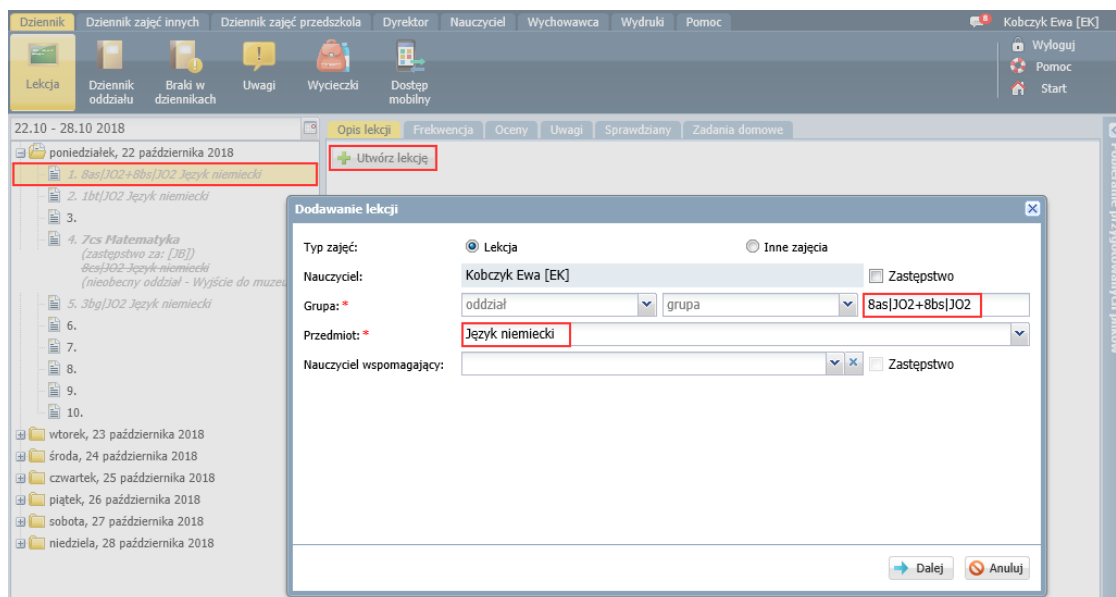 Dziennik Dziennik zajęć innych Dziennik zajęć przedszkola Dyrektor Nauczyciel Wychowawca Wydruki Pomoc Kobczyk Ewa [EK]
Lekcja
Dziennik oddziału
Braki w dziennikach
Uwagi
Wycieczki
Dostęp mobilny
Wyloguj
Pomoc
Start
22.10 - 28.10 2018
poniedziałek, 22 października 2018
1. 8as|JO2+8bs|JO2 Język niemiecki
2. 1bt|JO2 Język niemiecki
3.
4. 7cs Matematyka
(zastępstwo za: [JB])
8cs|JO2 Język niemiecki
(nieobecny oddział - Wyjście do muzeu
5. 3bg|JO2 Język niemiecki
6.
7.
8.
9.
10.
wtorek, 23 października 2018
środa, 24 października 2018
czwartek, 25 października 2018
piątek, 26 października 2018
sobota, 27 października 2018
niedziela, 28 października 2018
Opis lekcji Frekwencja Oceny Uwagi Sprawdziany Zadania domowe
Utwórz lekcję
Dodawanie lekcji
Typ zajęć: Lekcja Inne zajęcia
Nauczyciel: Kobczyk Ewa [EK] Zastępstwo
Grupa: * oddział grupa 8as|JO2+8bs|JO2
Przedmiot: * Język niemiecki
Nauczyciel wspomagający: Zastępstwo
Dalej Anuluj